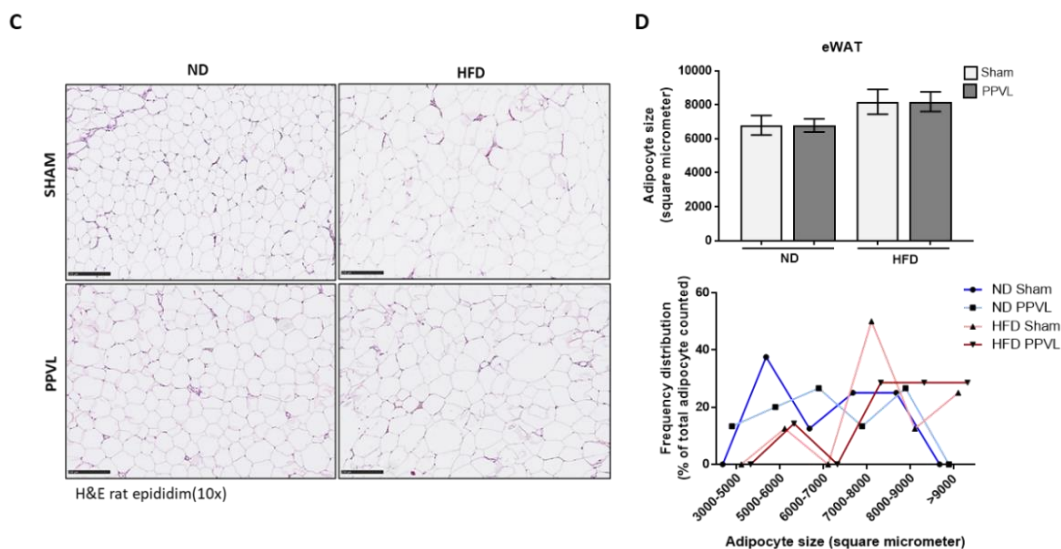 C
ND
HFD
SHAM
PPVL
H&E rat epididim(10x)
D
eWAT
Sham
PPVL
Adipocyte size
(square micrometer)
10000
8000
6000
4000
2000
0
ND
HFD
ND Sham
ND PPVL
HFD Sham
HFD PPVL
Frequency distribution
(% of total adipocyte counted)
60
40
20
0
3000-5000
5000-6000
6000-7000
7000-8000
8000-9000
>9000
Adipocyte size (square micrometer)